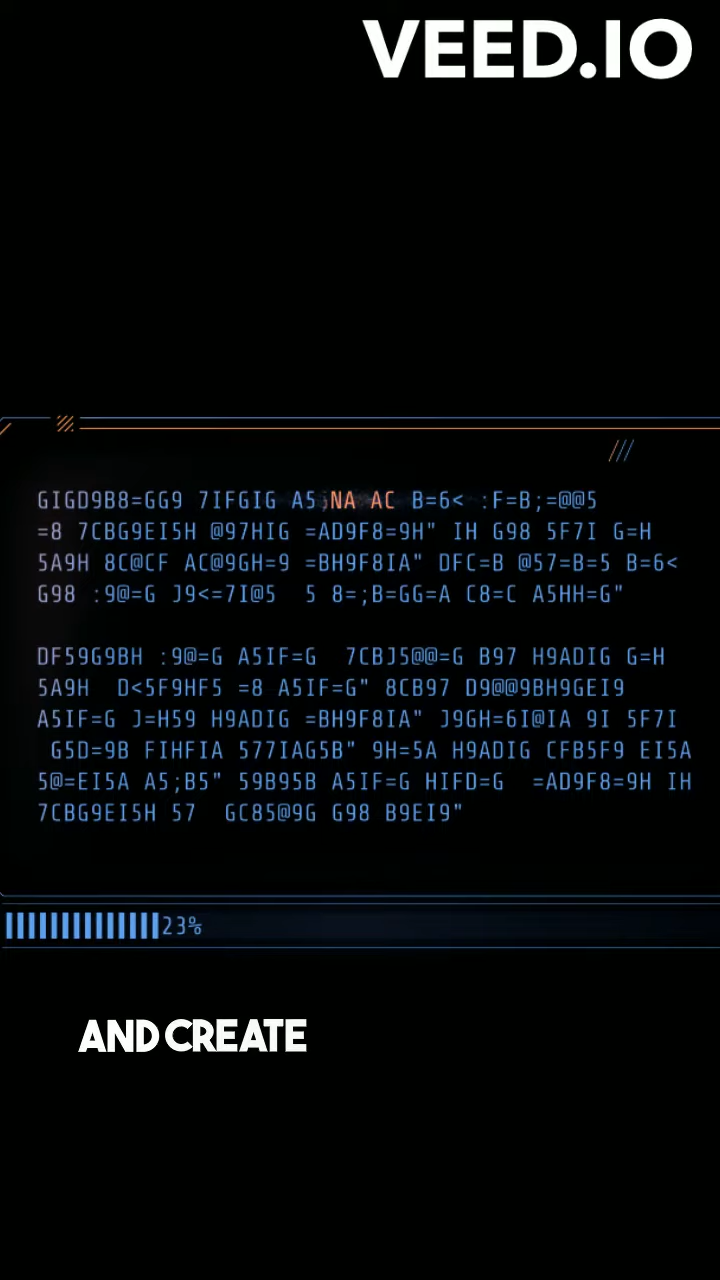 VEED.IO
GIGD9B8=GG9 7IFGIG A5;NA AC B=6< :F=B;=@@5
=8 7CBG9EI5H @97HIG =AD9F8=9H" IH G98 5F7I G=H
5A9H 8C@CF AC@9GH=9 =BH9F8IA" DFC=B @57=B=5 B=6<
G98 :9@=G J9<=7I@5 5 8=;B=GG=A C8=C A5HH=G"
DF59G9BH :9@=G A5IF=G 7CBJ5@@=G B97 H9ADIG G=H
5A9H D<5F9HF5 =8 A5IF=G" 8CB97 D9@@9BH9GEI9
A5IF=G J=H59 H9ADIG =BH9F8IA" J9GH=6I@IA 9I 5F7I
G5D=9B FIHFIA 577IAG5B" 9H=5A H9ADIG CFB5F9 EI5A
5@=EI5A A5;B5" 59B95B A5IF=G HIFD=G =AD9F8=9H IH
7CBG9EI5H 57 GC85@9G G98 B9EI9"
23%
AND CREATE